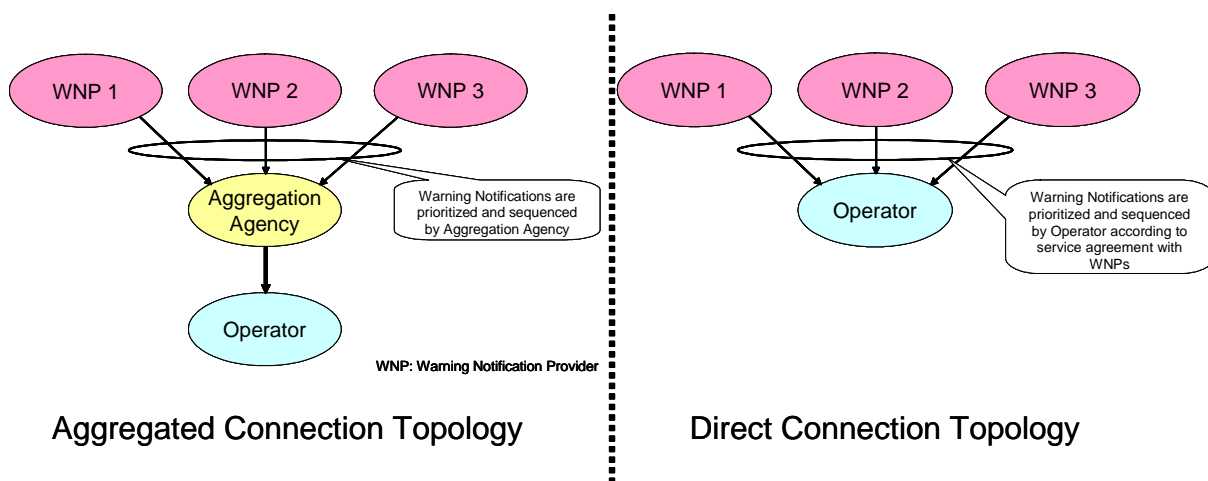 WNP 1
WNP 2
WNP 3
Aggregation
Agency
Warning Notifications are
prioritized and sequenced
by Aggregation Agency
Operator
WNP: Warning Notification Provider
Aggregated Connection Topology
WNP 1
WNP 2
WNP 3
Operator
Warning Notifications are
prioritized and sequenced
by Operator according to
service agreement with
WNPs
Direct Connection Topology